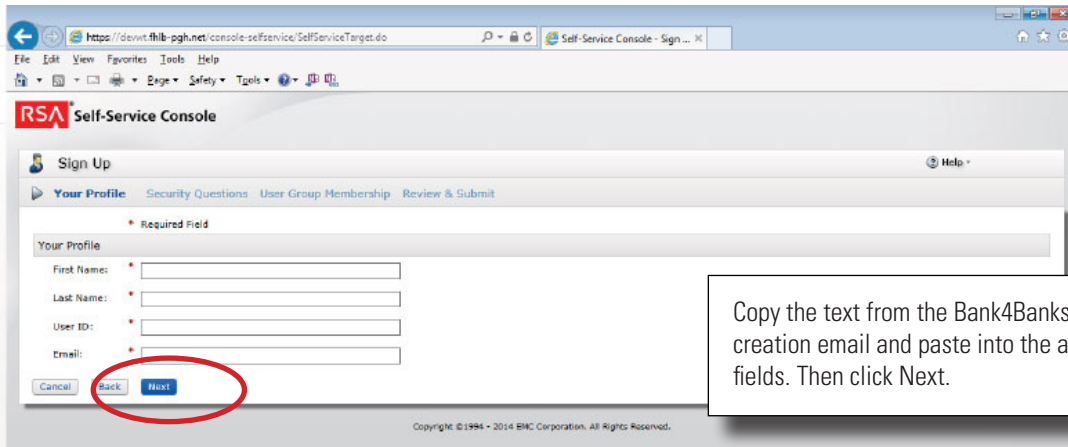 https://devwt.fhlb-pgh.net/console-selfservice/SelfServiceTarget.do
Self-Service Console - Sign ...
File Edit View Favorites Tools Help
Page Safety Tools
RSA Self-Service Console
Sign Up
Help
Your Profile Security Questions User Group Membership Review & Submit
* Required Field
Your Profile
First Name: *
Last Name: *
User ID: *
Email: *
Cancel Back Next
Copy the text from the Bank4Banks
creation email and paste into the a
fields. Then click Next.
Copyright ©1994 - 2014 EMC Corporation. All Rights Reserved.